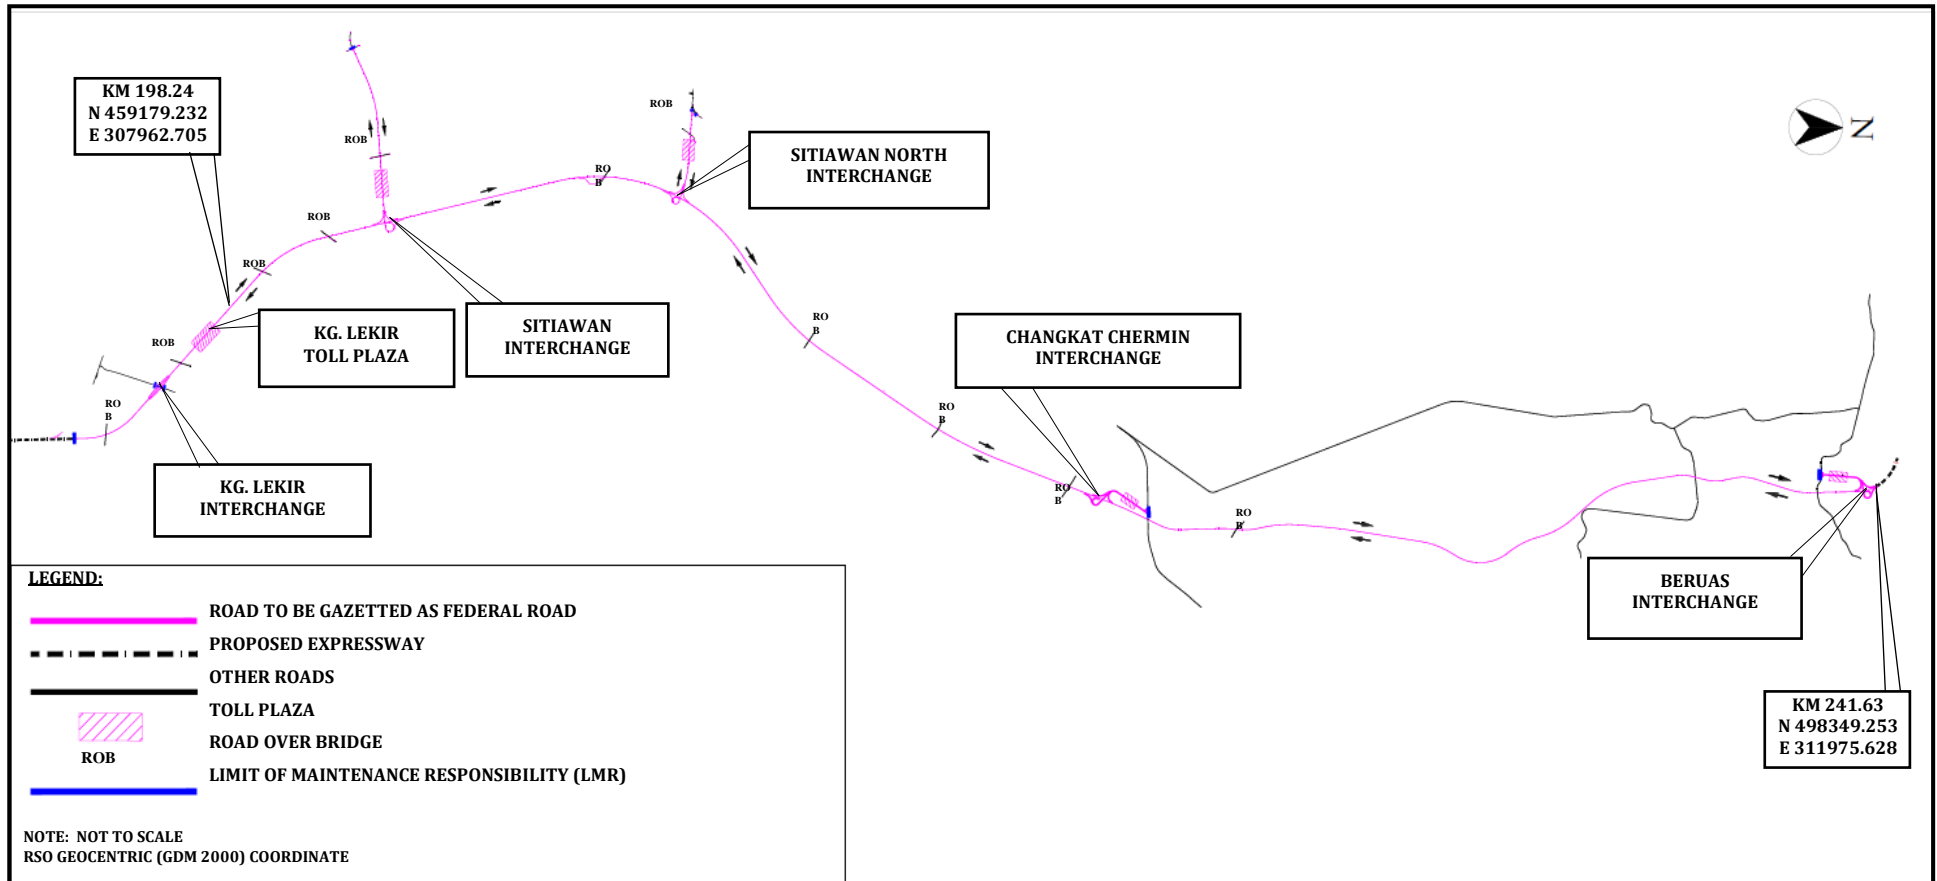 KM 198.24
N 459179.232
E 307962.705
ROB
ROB
SITIAWAN NORTH
INTERCHANGE
N
RO
B
ROB
ROB
KG. LEKIR
TOLL PLAZA
SITIAWAN
INTERCHANGE
RO
B
CHANGKAT CHERMIN
INTERCHANGE
ROB
RO
B
RO
B
KG. LEKIR
INTERCHANGE
RO
B
RO
B
BERUAS
INTERCHANGE
KM 241.63
N 498349.253
E 311975.628
LEGEND:
ROAD TO BE GAZETTED AS FEDERAL ROAD
PROPOSED EXPRESSWAY
OTHER ROADS
TOLL PLAZA
ROAD OVER BRIDGE
ROB
LIMIT OF MAINTENANCE RESPONSIBILITY (LMR)
NOTE: NOT TO SCALE
RSO GEOCENTRIC (GDM 2000) COORDINATE